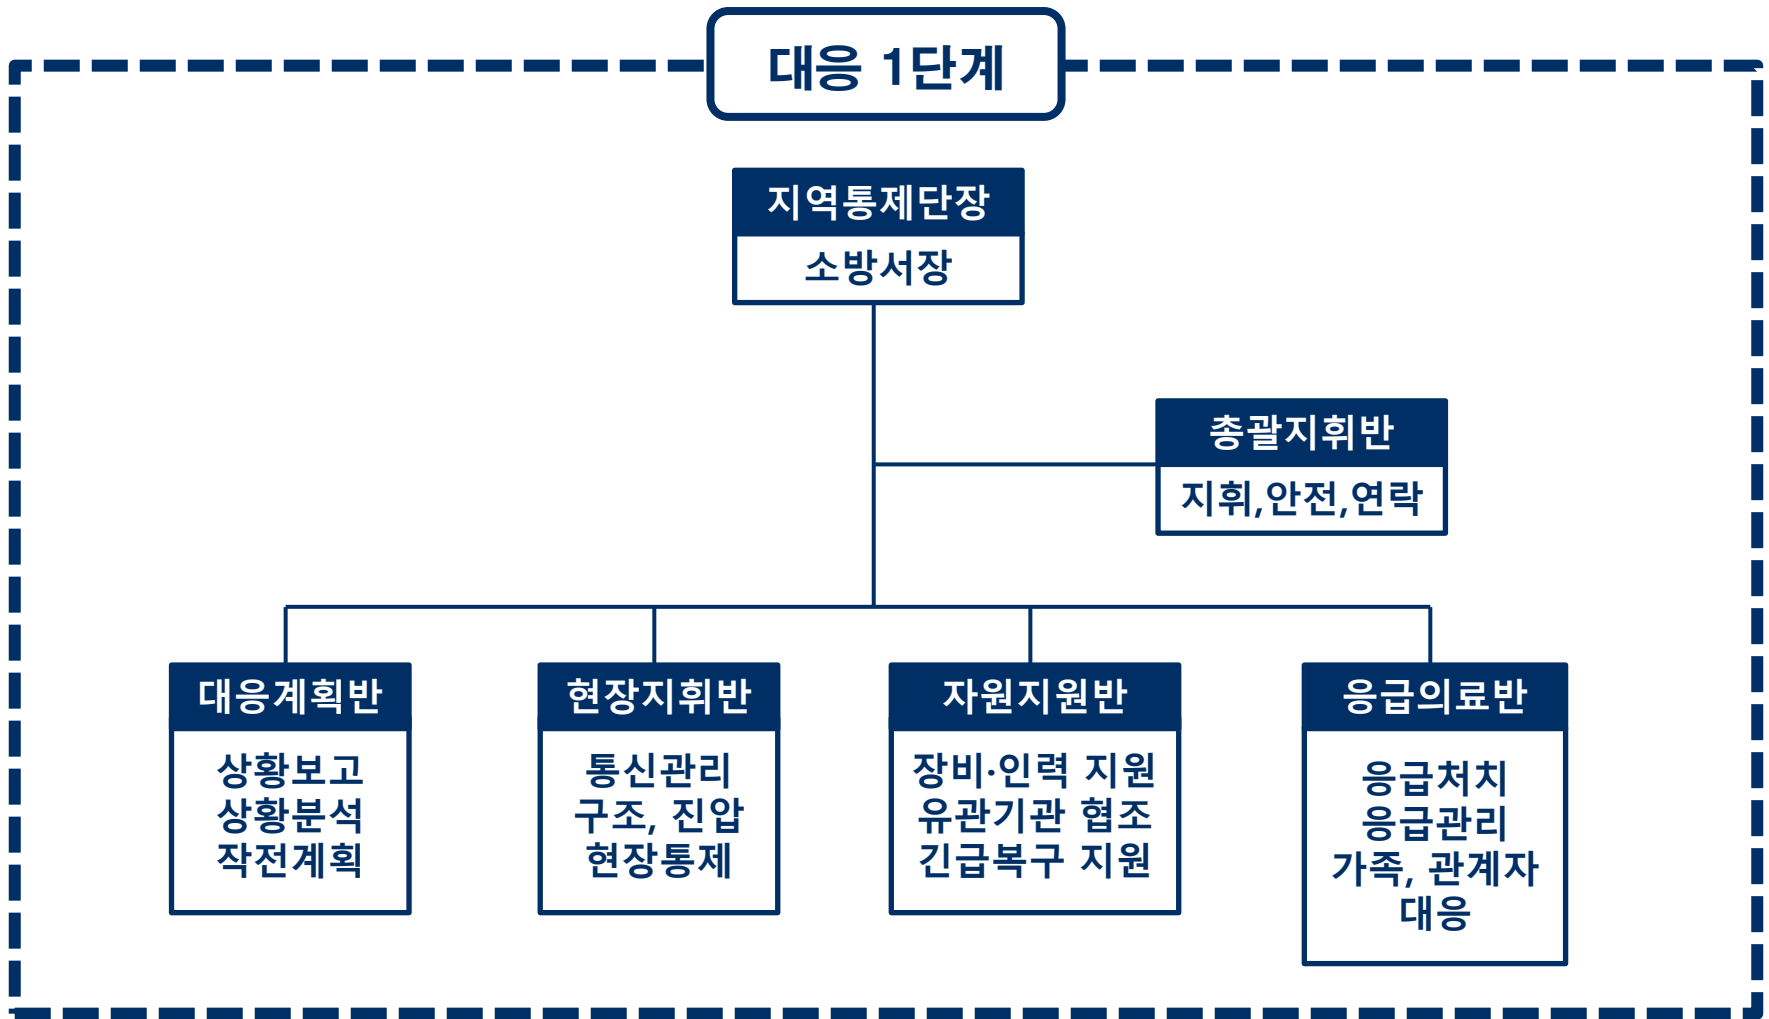 대응 1단계
지역통제단장
소방서장
총괄지휘반
지휘,안전,연락
대응계획반
상황보고
상황분석
작전계획
현장지휘반
통신관리
구조, 진압
현장통제
자원지원반
장비·인력 지원
유관기관 협조
긴급복구 지원
응급의료반
응급처치
응급관리
가족, 관계자
대응